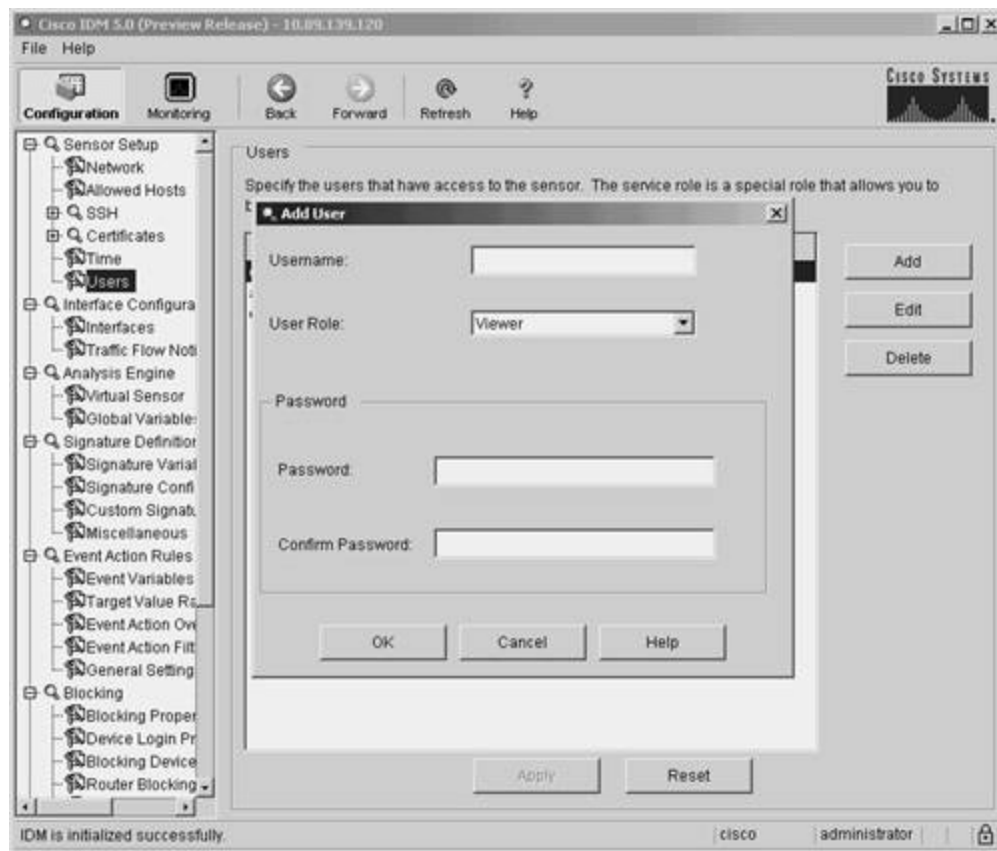 Cisco IDM 5.0 (Preview Release) - 10.89.139.120
File Help
Configuration Monitoring Back Forward Refresh Help
CISCO SYSTEMS
Sensor Setup
Network
Allowed Hosts
SSH
Certificates
Time
Users
Interface Configura
Interfaces
Traffic Flow Noti
Analysis Engine
Virtual Sensor
Global Variable
Signature Definition
Signature Varial
Signature Confi
Custom Signatu
Miscellaneous
Event Action Rules
Event Variables
Target Value Ra
Event Action Ove
Event Action Filt
General Setting
Blocking
Blocking Proper
Device Login Pr
Blocking Device
Router Blocking
Users
Specify the users that have access to the sensor. The service role is a special role that allows you to
Add User
Username:
User Role: Viewer
Password
Password:
Confirm Password:
OK Cancel Help
Add
Edit
Delete
Apply Reset
IDM is initialized successfully. cisco administrator